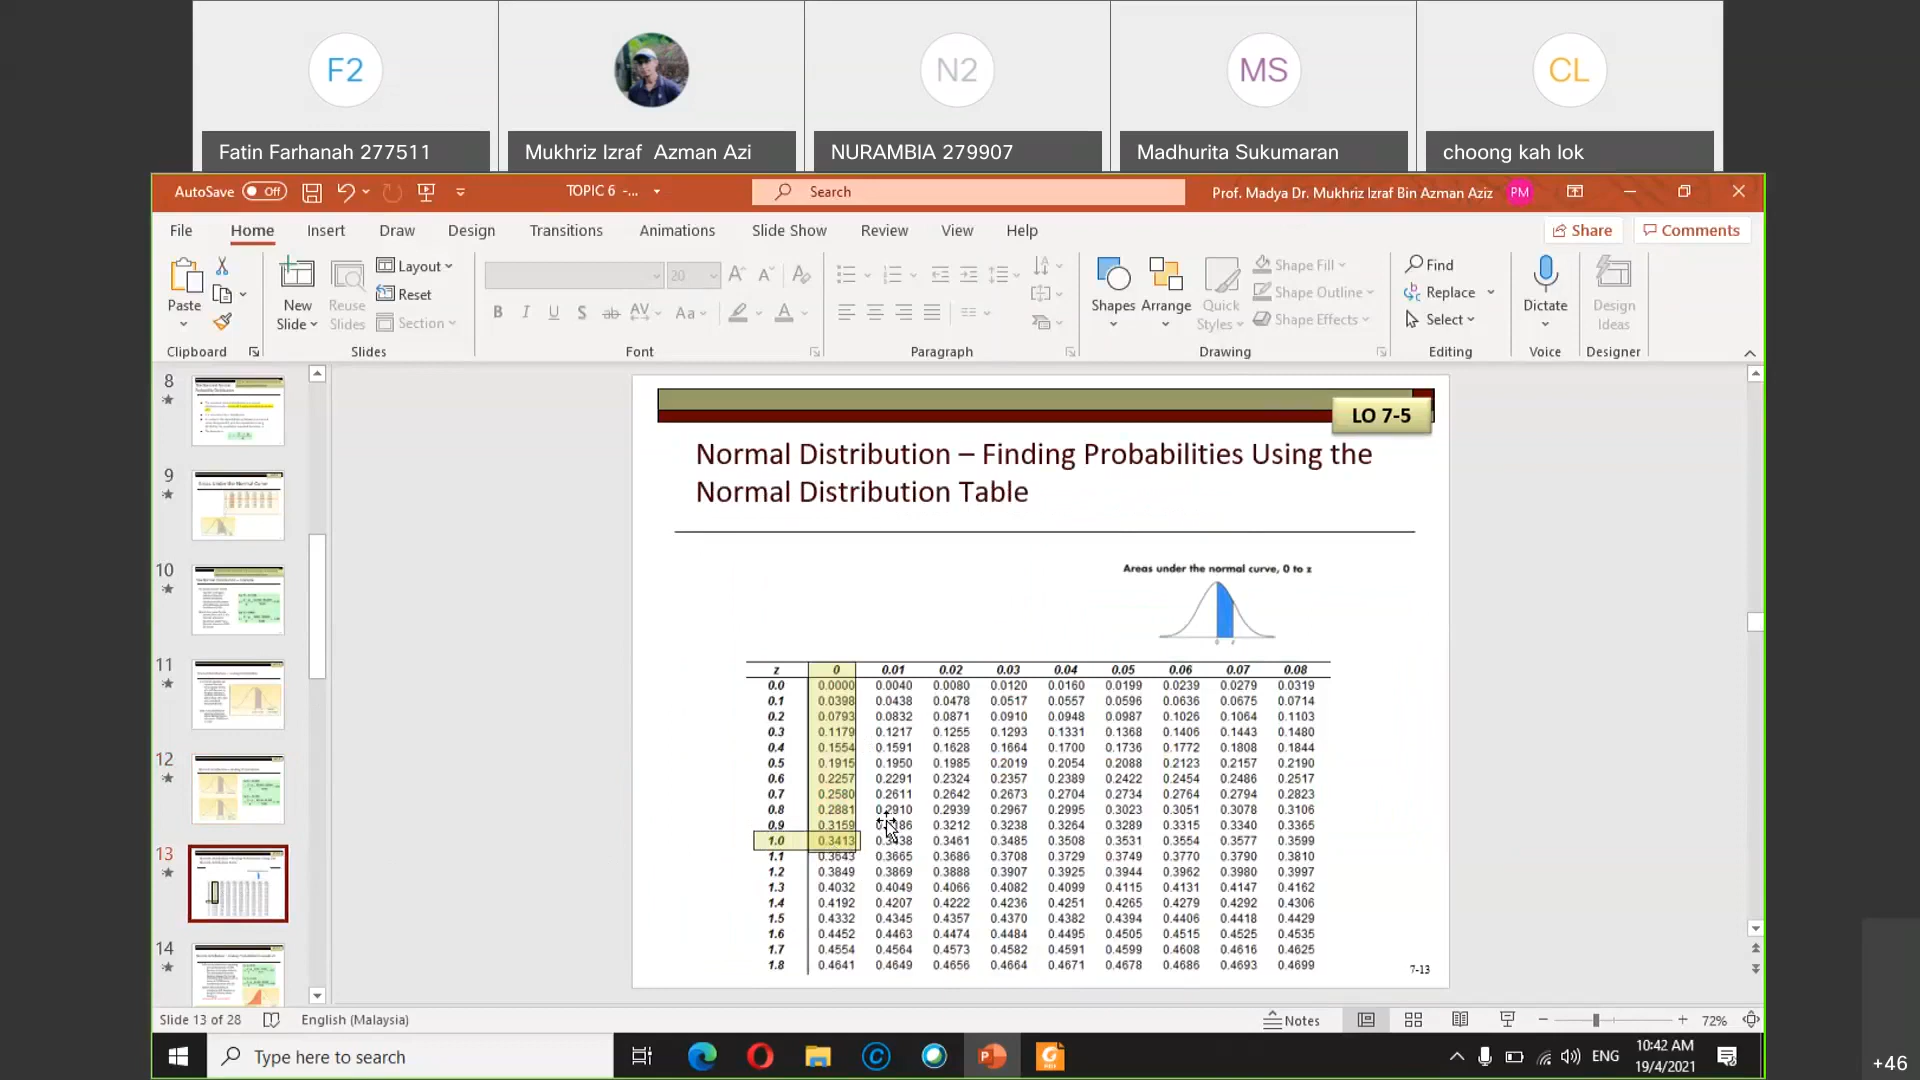 F2
N2
MS
CL
Fatin Farhanah 277511
Mukhriz Izraf Azman Azi
NURAMBIA 279907
Madhurita Sukumaran
choong kah lok
AutoSave Off
TOPIC 6 -...
Search
Prof. Madya Dr. Mukhriz Izraf Bin Azman Aziz PM
File Home Insert Draw Design Transitions Animations Slide Show Review View Help
Share Comments
Paste
New Slide
Reuse Slides
Layout
Reset
Section
20
Shapes
Arrange
Quick Styles
Shape Fill
Shape Outline
Shape Effects
Find
Replace
Select
Dictate
Design Ideas
Clipboard Slides Font Paragraph Drawing Editing Voice Designer
8
9
10
11
12
13
14
LO 7-5
Normal Distribution – Finding Probabilities Using the
Normal Distribution Table
Areas under the normal curve, 0 to z
z 0 0.01 0.02 0.03 0.04 0.05 0.06 0.07 0.08
0.0 0.0000 0.0040 0.0080 0.0120 0.0160 0.0199 0.0239 0.0279 0.0319
0.1 0.0398 0.0438 0.0478 0.0517 0.0557 0.0596 0.0636 0.0675 0.0714
0.2 0.0793 0.0832 0.0871 0.0910 0.0948 0.0987 0.1026 0.1064 0.1103
0.3 0.1179 0.1217 0.1255 0.1293 0.1331 0.1368 0.1406 0.1443 0.1480
0.4 0.1554 0.1591 0.1628 0.1664 0.1700 0.1736 0.1772 0.1808 0.1844
0.5 0.1915 0.1950 0.1985 0.2019 0.2054 0.2088 0.2123 0.2157 0.2190
0.6 0.2257 0.2291 0.2324 0.2357 0.2389 0.2422 0.2454 0.2486 0.2517
0.7 0.2580 0.2611 0.2642 0.2673 0.2704 0.2734 0.2764 0.2794 0.2823
0.8 0.2881 0.2910 0.2939 0.2967 0.2995 0.3023 0.3051 0.3078 0.3106
0.9 0.3159 0.3212 0.3238 0.3264 0.3289 0.3315 0.3340 0.3365
1.0 0.3413 0.3461 0.3485 0.3508 0.3531 0.3554 0.3577 0.3599
1.1 0.3643 0.3665 0.3686 0.3708 0.3729 0.3749 0.3770 0.3790 0.3810
1.2 0.3849 0.3869 0.3888 0.3907 0.3925 0.3944 0.3962 0.3980 0.3997
1.3 0.4032 0.4049 0.4066 0.4082 0.4099 0.4115 0.4131 0.4147 0.4162
1.4 0.4192 0.4207 0.4222 0.4236 0.4251 0.4265 0.4279 0.4292 0.4306
1.5 0.4332 0.4345 0.4357 0.4370 0.4382 0.4394 0.4406 0.4418 0.4429
1.6 0.4452 0.4463 0.4474 0.4484 0.4495 0.4505 0.4515 0.4525 0.4535
1.7 0.4554 0.4564 0.4573 0.4582 0.4591 0.4599 0.4608 0.4616 0.4625
1.8 0.4641 0.4649 0.4656 0.4664 0.4671 0.4678 0.4686 0.4693 0.4699
7-13
Slide 13 of 28 English (Malaysia) Notes 72%
Type here to search
ENG
10:42 AM
19/4/2021
+46